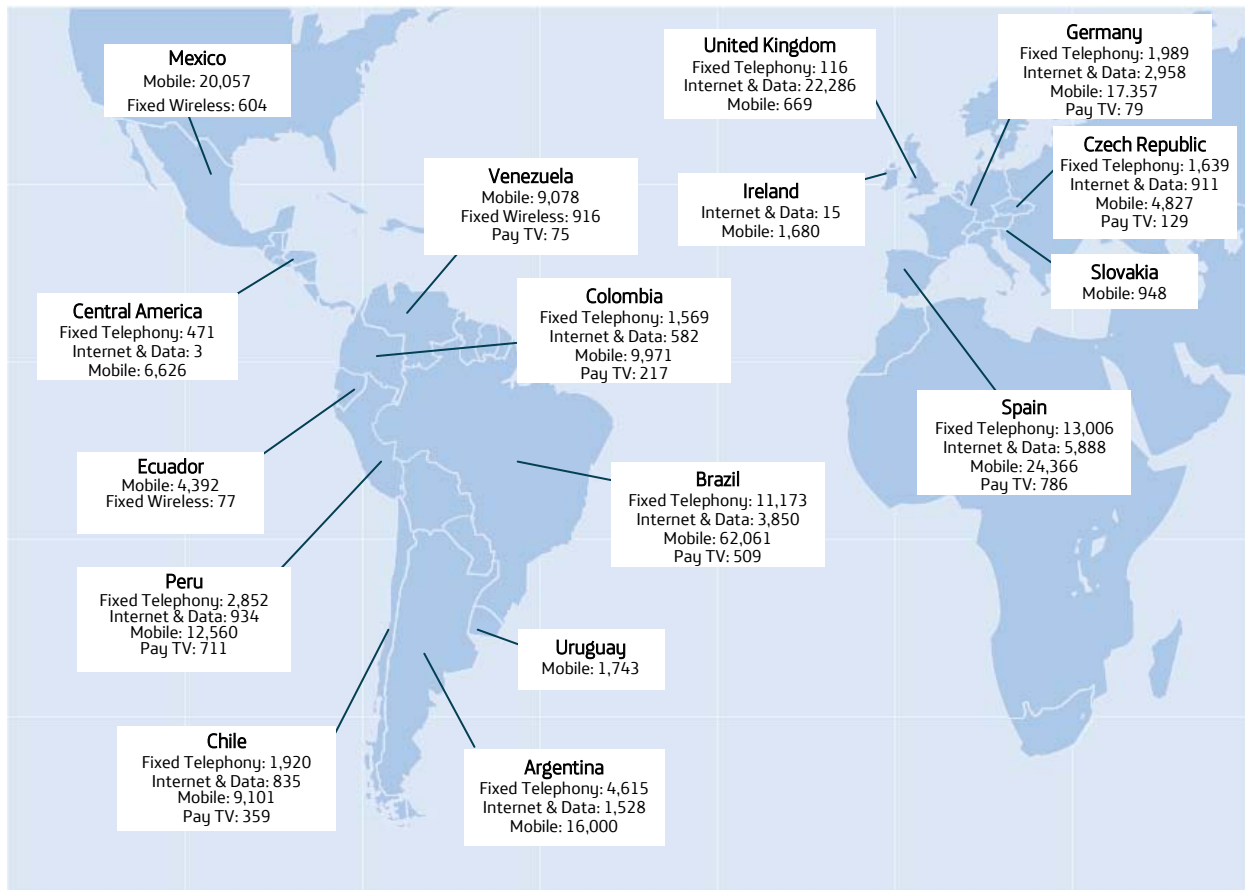 Mexico
Mobile: 20,057
Fixed Wireless: 604
United Kingdom
Fixed Telephony: 116
Internet & Data: 22,286
Mobile: 669
Germany
Fixed Telephony: 1,989
Internet & Data: 2,958
Mobile: 17.357
Pay TV: 79
Czech Republic
Fixed Telephony: 1,639
Internet & Data: 911
Mobile: 4,827
Pay TV: 129
Venezuela
Mobile: 9,078
Fixed Wireless: 916
Pay TV: 75
Ireland
Internet & Data: 15
Mobile: 1,680
Slovakia
Mobile: 948
Central America
Fixed Telephony: 471
Internet & Data: 3
Mobile: 6,626
Colombia
Fixed Telephony: 1,569
Internet & Data: 582
Mobile: 9,971
Pay TV: 217
Spain
Fixed Telephony: 13,006
Internet & Data: 5,888
Mobile: 24,366
Pay TV: 786
Ecuador
Mobile: 4,392
Fixed Wireless: 77
Brazil
Fixed Telephony: 11,173
Internet & Data: 3,850
Mobile: 62,061
Pay TV: 509
Peru
Fixed Telephony: 2,852
Internet & Data: 934
Mobile: 12,560
Pay TV: 711
Uruguay
Mobile: 1,743
Chile
Fixed Telephony: 1,920
Internet & Data: 835
Mobile: 9,101
Pay TV: 359
Argentina
Fixed Telephony: 4,615
Internet & Data: 1,528
Mobile: 16,000